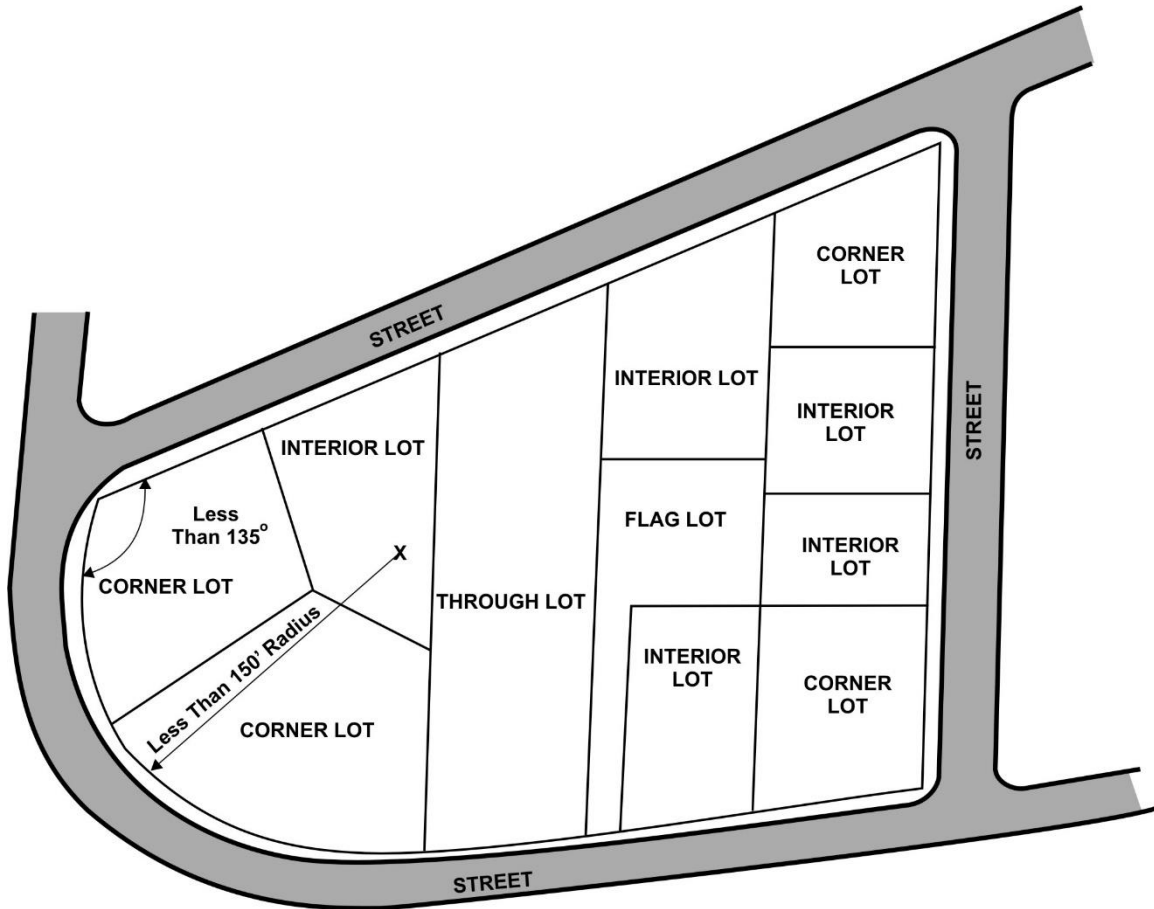 CORNER
LOT
STREET
INTERIOR LOT
STREET
INTERIOR
LOT
INTERIOR LOT
Less
Than 135°
FLAG LOT
X
INTERIOR
LOT
CORNER LOT
THROUGH LOT
Less Than 150’ Radius
INTERIOR
LOT
CORNER
LOT
CORNER LOT
STREET